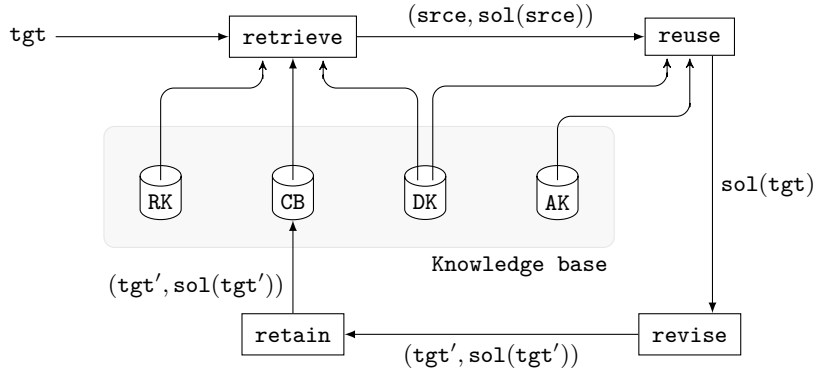 (srce, sol(srce))
tgt
retrieve
reuse
RK
CB
DK
AK
sol(tgt)
Knowledge base
(tgt′, sol(tgt′))
retain
revise
(tgt′, sol(tgt′))